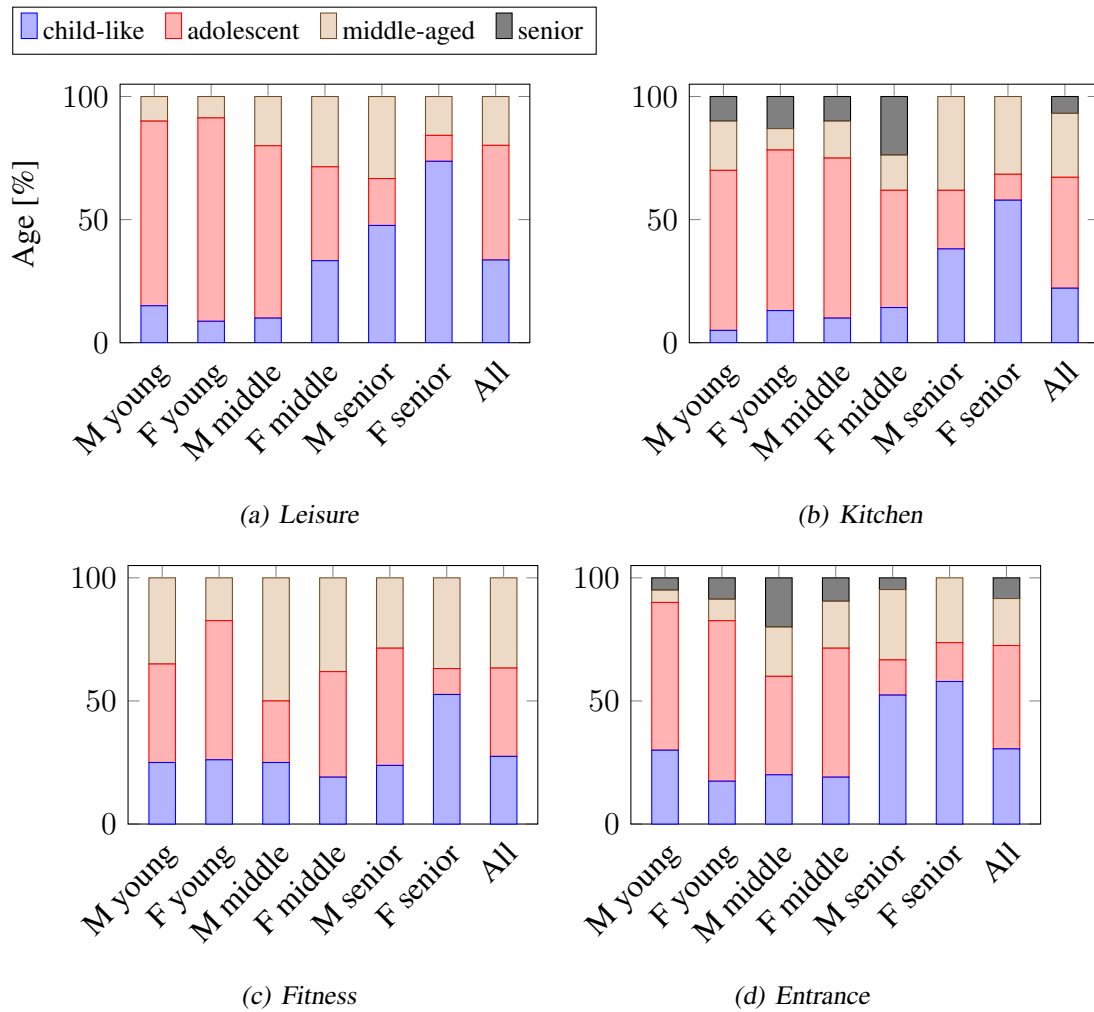 child-like adolescent middle-aged senior
Age [%]
100
50
0
M young
F young
M middle
F middle
M senior
F senior
All
(a) Leisure
100
50
0
M young
F young
M middle
F middle
M senior
F senior
All
(b) Kitchen
100
50
0
M young
F young
M middle
F middle
M senior
F senior
All
(c) Fitness
100
50
0
M young
F young
M middle
F middle
M senior
F senior
All
(d) Entrance